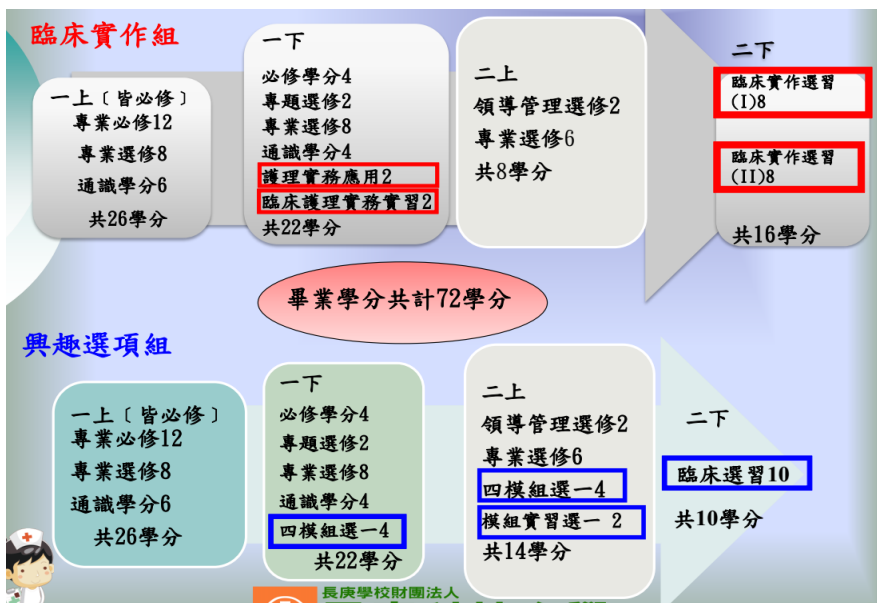 臨床實作組
一上﹝皆必修﹞
專業必修12
專業選修8
通識學分6
共26學分
一下
必修學分4
專題選修2
專業選修8
通識學分4
護理實務應用2
臨床護理實務實習2
共22學分
二上
領導管理選修2
專業選修6
共8學分
二下
臨床實作選習
(I)8
臨床實作選習
(II)8
共16學分
畢業學分共計72學分
興趣選項組
一上﹝皆必修﹞
專業必修12
專業選修8
通識學分6
共26學分
一下
必修學分4
專題選修2
專業選修8
通識學分4
四模組選一4
共22學分
二上
領導管理選修2
專業選修6
四模組選一4
模組實習選一 2
共14學分
二下
臨床選習10
共10學分
長庚學校財團法人